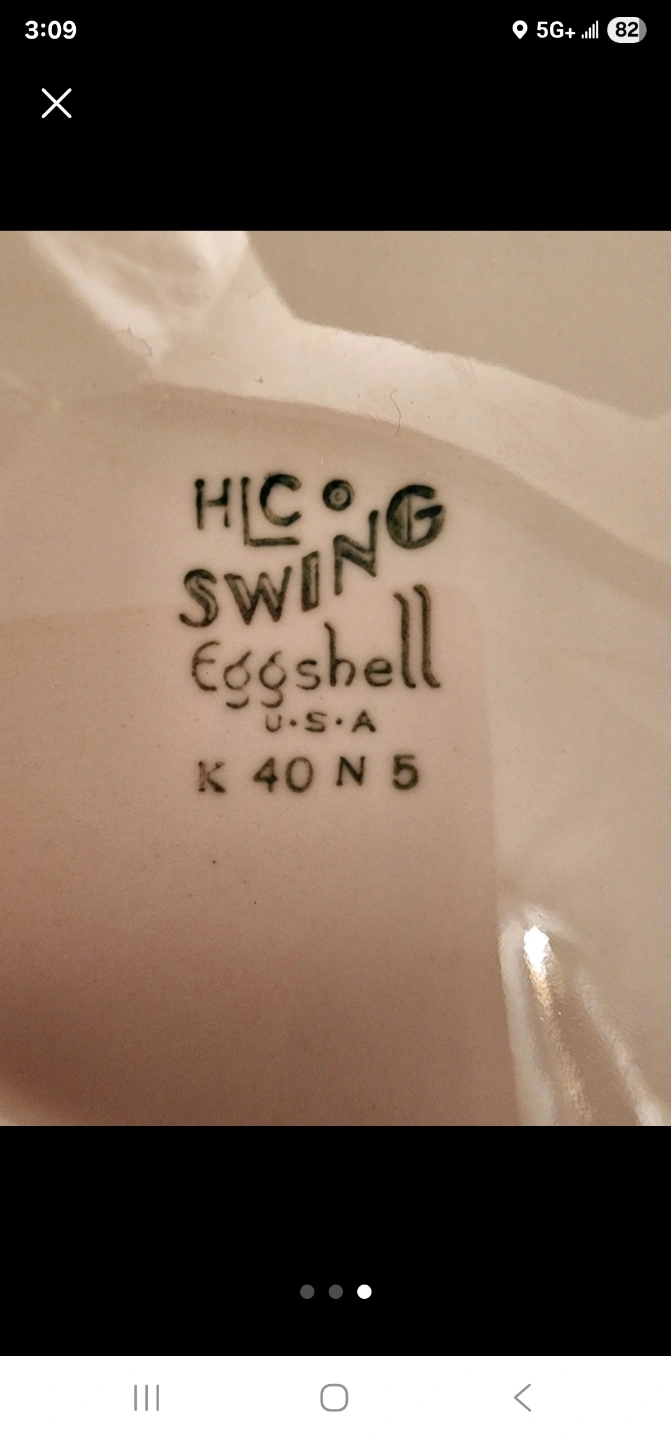 3:09 5G+ 82
HLCo
SWING
Eggshell
U·S·A
K 40 N 5